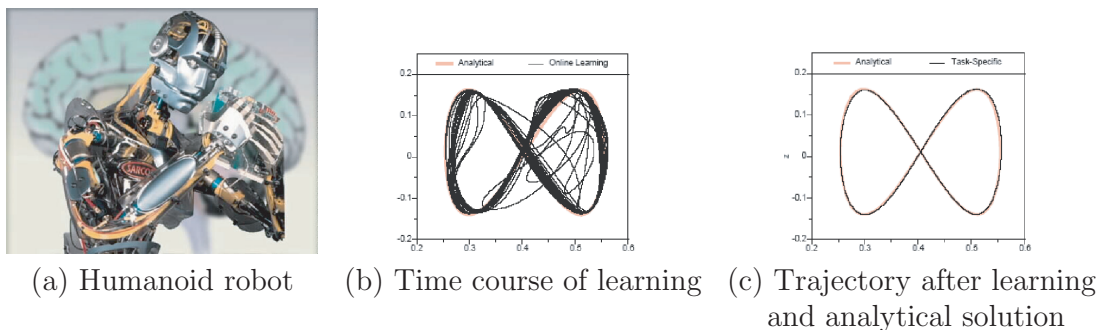 SARCOS
Analytical Online Learning
0.2
0.1
0
-0.1
-0.2
0.2 0.3 0.4 0.5 0.6
Analytical Task-Specific
0.2
0.1
z 0
-0.1
-0.2
0.2 0.3 0.4 0.5 0.6
(a) Humanoid robot
(b) Time course of learning
(c) Trajectory after learning
and analytical solution